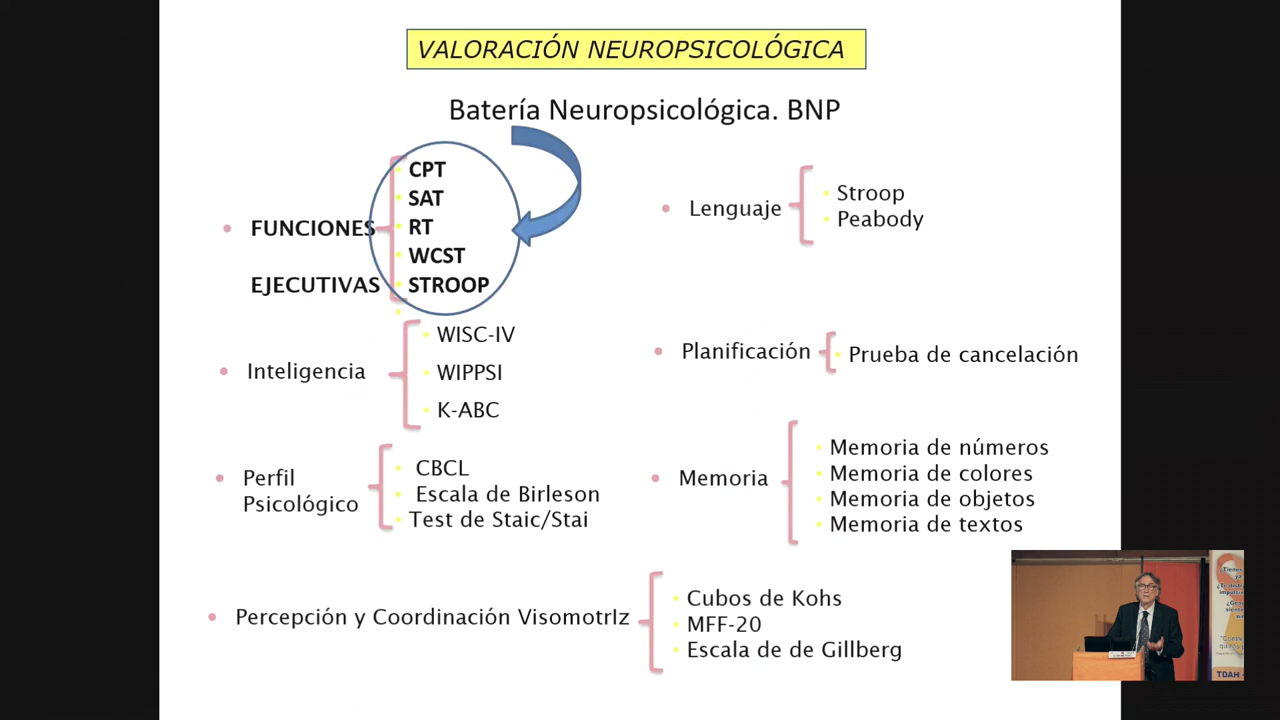 VALORACIÓN NEUROPSICOLÓGICA
Batería Neuropsicológica. BNP
FUNCIONES
EJECUTIVAS
CPT
SAT
RT
WCST
STROOP
Inteligencia
WISC-IV
WIPPSI
K-ABC
Perfil
Psicológico
CBCL
Escala de Birleson
Test de Staic/Stai
Lenguaje
Stroop
Peabody
Planificación
Prueba de cancelación
Memoria
Memoria de números
Memoria de colores
Memoria de objetos
Memoria de textos
Percepción y Coordinación VisomotrIz
Cubos de Kohs
MFF-20
Escala de de Gillberg
TDAH